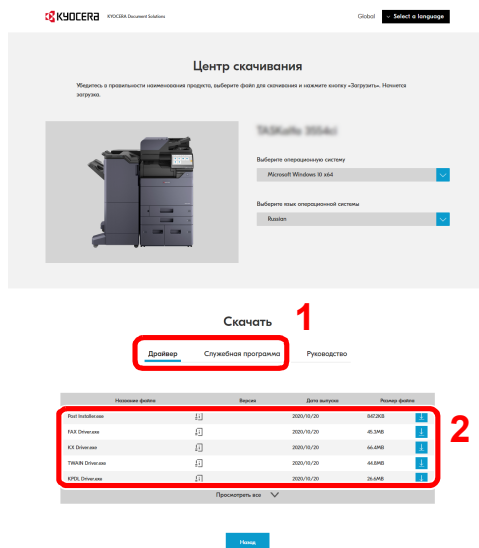 KYOCERA KYOCERA Document Solutions Global Select a language
Центр скачивания
Убедитесь в правильности наименования продукта, выберите файл для скачивания и нажмите кнопку «Загрузить». Начнется
загрузка.
Выберите операционную систему
Microsoft Windows 10 x64
Выберите язык операционной системы
Russian
1
Скачать
Драйвер Служебная программа Руководство
Название файла Версия Дата выпуска Размер файла
Post Installer.exe 2020/10/20 847.2KB
FAX Driver.exe 2020/10/20 45.3MB
KX Driver.exe 2020/10/20 66.4MB
2
TWAIN Driver.exe 2020/10/20 44.8MB
KPDL Driver.exe 2020/10/20 26.6MB
Просмотреть все
Назад